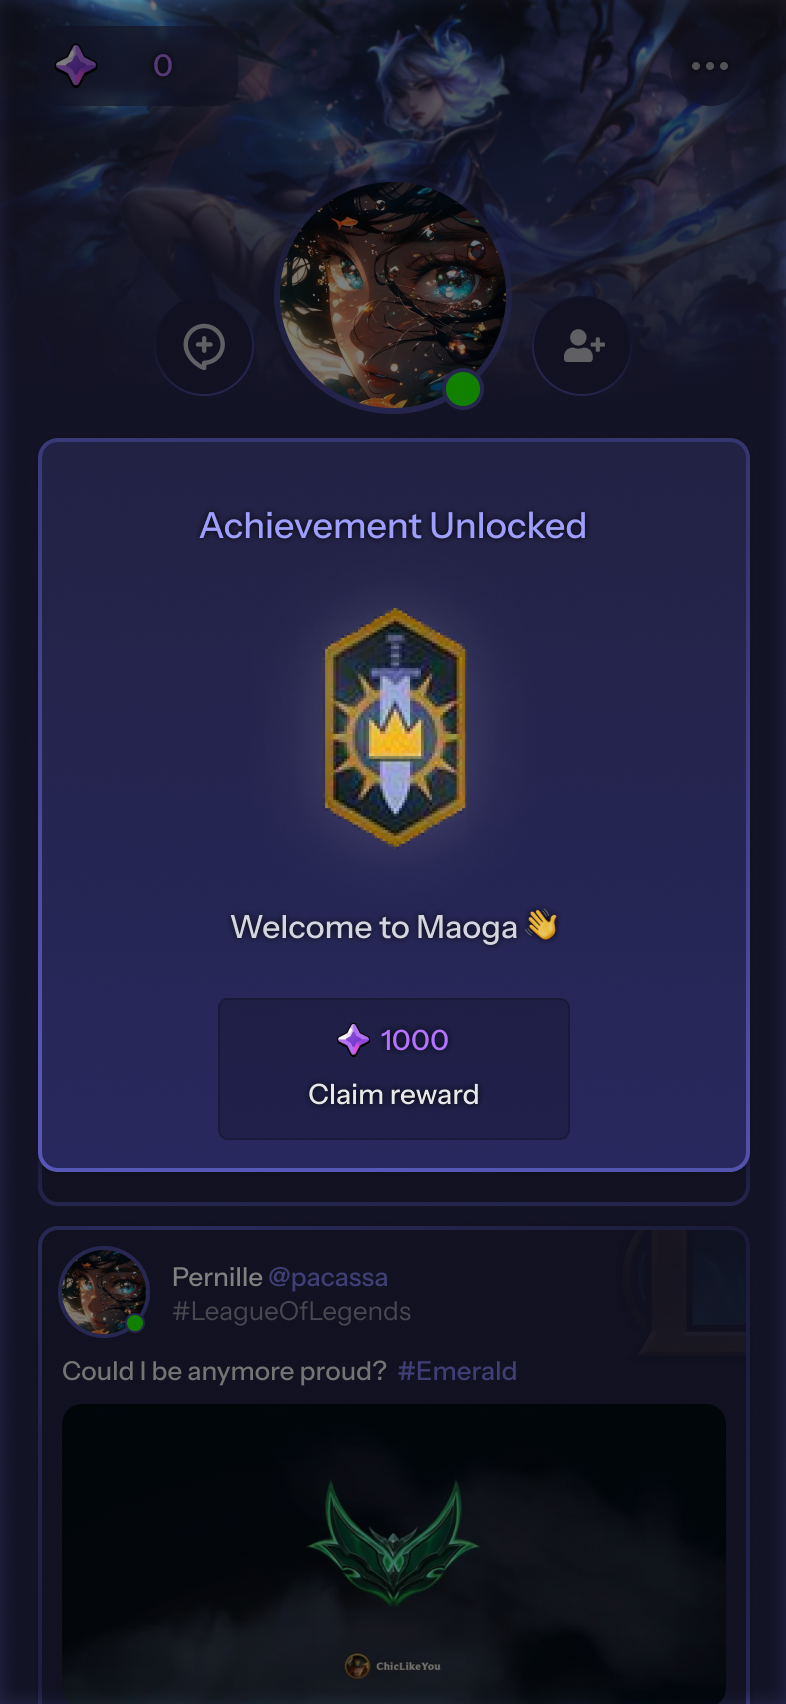 0
Achievement Unlocked
Welcome to Maoga 👋
1000
Claim reward
Pernille @pacassa
#LeagueOfLegends
Could I be anymore proud? #Emerald
ChicLikeYou